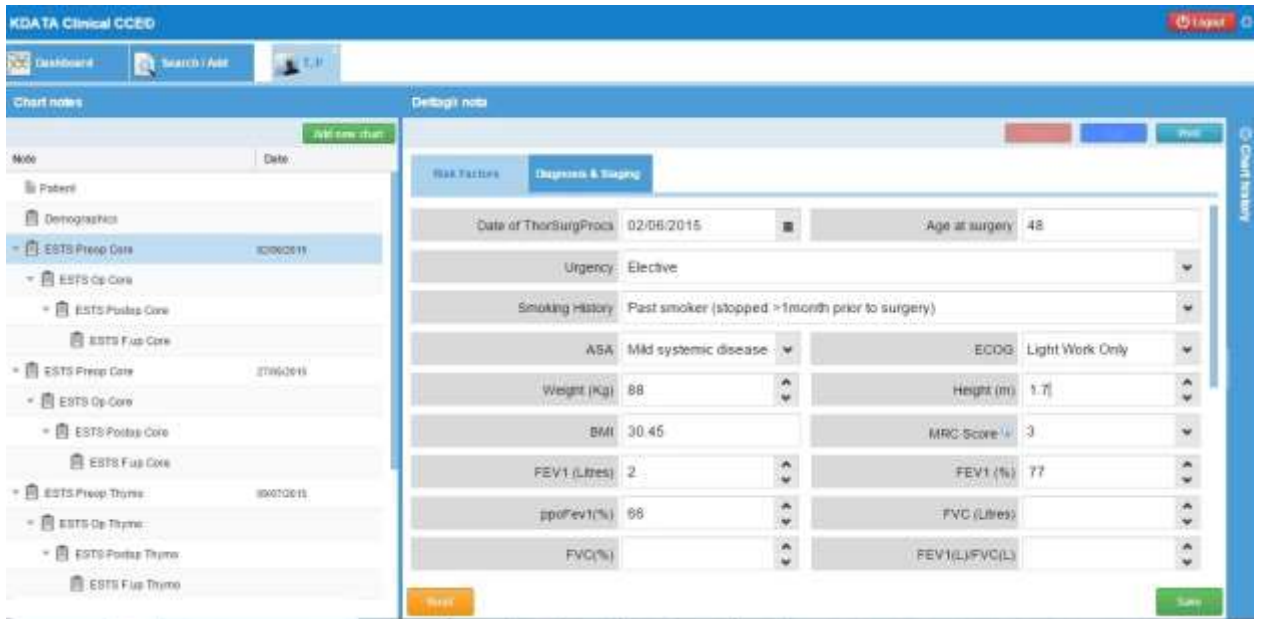 KDATA Clinical CCED
Logout
Dashboard
Search / Add
Chart notes
Dettagli nota
Add new chart
Print
Chart history
Note Date
Patient
Demographics
ESTS Preop Core 02/06/2015
ESTS Op Core
ESTS Postop Core
ESTS F.up Core
ESTS Preop Core 27/06/2015
ESTS Op Core
ESTS Postop Core
ESTS F.up Core
ESTS Preop Thymo
ESTS Op Thymo
ESTS Postop Thymo
ESTS F.up Thymo
Risk Factors
Diagnosis & Staging
Date of ThorSurgProcs 02/06/2015 Age at surgery 48
Urgency Elective
Smoking History Past smoker (stopped >1month prior to surgery)
ASA Mild systemic disease ECOG Light Work Only
Weight (Kg) 88 Height (m) 1.7
BMI 30.45 MRC Score 3
FEV1 (Litres) 2 FEV1 (%) 77
ppoFev1(%) 66 FVC (Litres)
FVC(%) FEV1(L)/FVC(L)
Reset
Save